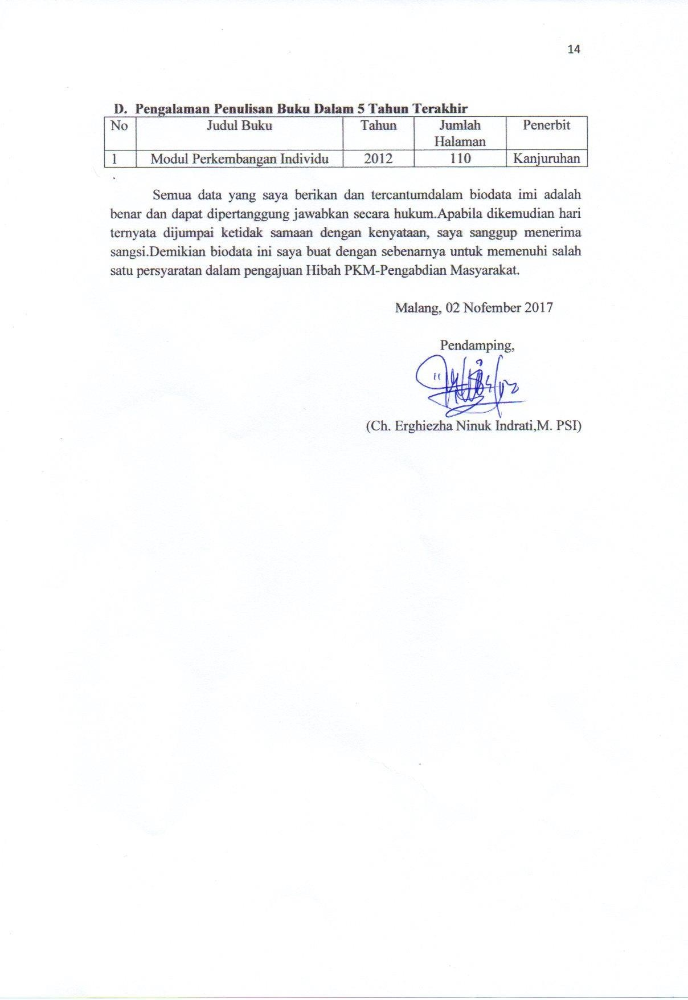 14
D. Pengalaman Penulisan Buku Dalam 5 Tahun Terakhir
No Judul Buku Tahun Jumlah Halaman Penerbit
1 Modul Perkembangan Individu 2012 110 Kanjuruhan
Semua data yang saya berikan dan tercantumdalam biodata imi adalah
benar dan dapat dipertanggung jawabkan secara hukum.Apabila dikemudian hari
ternyata dijumpai ketidak samaan dengan kenyataan, saya sanggup menerima
sangsi.Demikian biodata ini saya buat dengan sebenarnya untuk memenuhi salah
satu persyaratan dalam pengajuan Hibah PKM-Pengabdian Masyarakat.
Malang, 02 Nofember 2017
Pendamping,
(Ch. Erghiezha Ninuk Indrati,M. PSI)